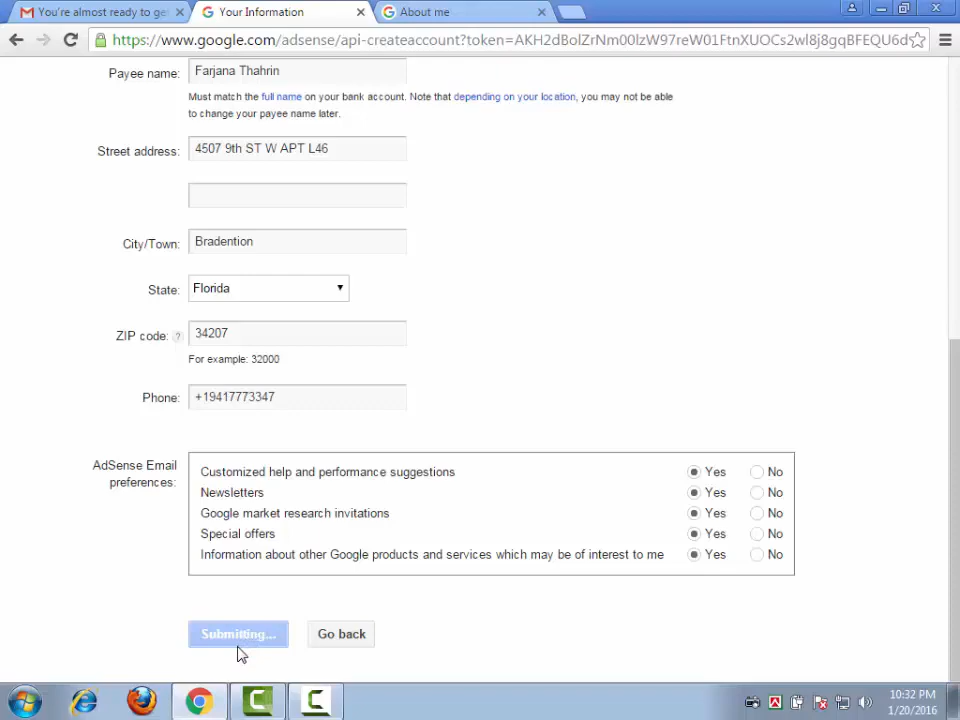 You're almost ready to ge
Your Information
About me
https://www.google.com/adsense/api-createaccount?token=AKH2dBolZrNm00lzW97reW01FtnXUOCs2wl8j8gqBFEQU6d
Payee name:
Farjana Thahrin
Must match the full name on your bank account. Note that depending on your location, you may not be able
to change your payee name later.
Street address:
4507 9th ST W APT L46
City/Town:
Bradention
State:
Florida
ZIP code: ?
34207
For example: 32000
Phone:
+19417773347
AdSense Email
preferences:
Customized help and performance suggestions Yes No
Newsletters Yes No
Google market research invitations Yes No
Special offers Yes No
Information about other Google products and services which may be of interest to me Yes No
Submitting...
Go back
10:32 PM
1/20/2016